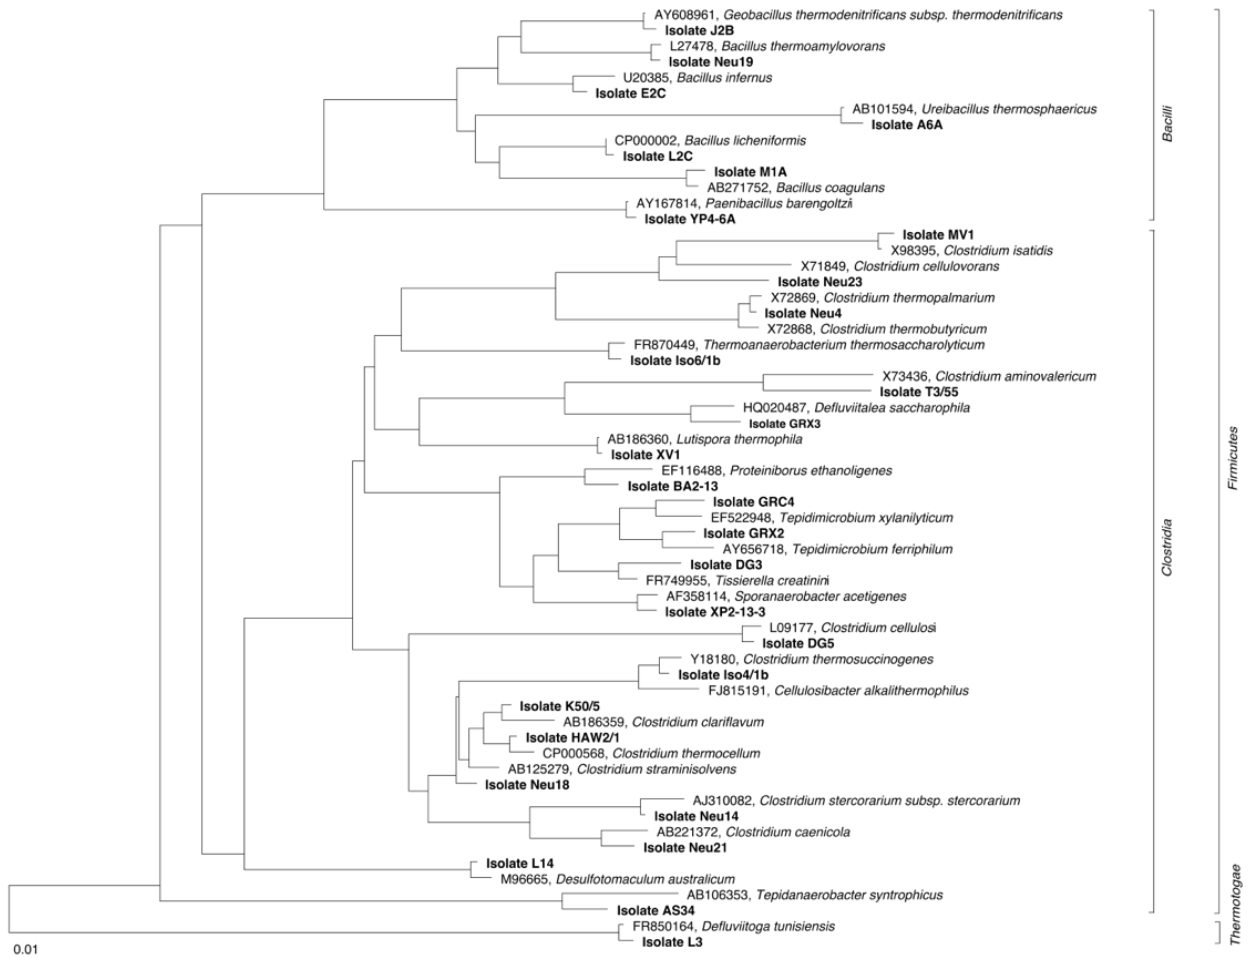 AY608961, Geobacillus thermodenitrificans subsp. thermodenitrificans
Isolate J2B
L27478, Bacillus thermoamylovorans
Isolate Neu19
U20385, Bacillus infernus
Isolate E2C
AB101594, Ureibacillus thermosphaericus
Isolate A6A
CP000002, Bacillus licheniformis
Isolate L2C
Isolate M1A
AB271752, Bacillus coagulans
AY167814, Paenibacillus barengoltzii
Isolate YP4-6A
Bacilli
Isolate MV1
X98395, Clostridium isatidis
X71849, Clostridium cellulovorans
Isolate Neu23
X72869, Clostridium thermopalmarium
Isolate Neu4
X72868, Clostridium thermobutyricum
FR870449, Thermoanaerobacterium thermosaccharolyticum
Isolate Iso6/1b
X73436, Clostridium aminovalericum
Isolate T3/55
HQ020487, Defluviitalea saccharophila
Isolate GRX3
AB186360, Lutispora thermophila
Isolate XV1
EF116488, Proteiniborus ethanoligenes
Isolate BA2-13
Isolate GRC4
EF522948, Tepidimicrobium xylanilyticum
Isolate GRX2
AY656718, Tepidimicrobium ferriphilum
Isolate DG3
FR749955, Tissierella creatinini
AF358114, Sporanaerobacter acetigenes
Isolate XP2-13-3
L09177, Clostridium cellulosi
Isolate DG5
Y18180, Clostridium thermosuccinogenes
Isolate Iso4/1b
FJ815191, Cellulosibacter alkalithermophilus
Isolate K50/5
AB186359, Clostridium clariflavum
Isolate HAW2/1
CP000568, Clostridium thermocellum
AB125279, Clostridium straminisolvens
Isolate Neu18
AJ310082, Clostridium stercorarium subsp. stercorarium
Isolate Neu14
AB221372, Clostridium caenicola
Isolate Neu21
Isolate L14
M96665, Desulfotomaculum australicum
AB106353, Tepidanaerobacter syntrophicus
Isolate AS34
Clostridia
Firmicutes
FR850164, Defluviitoga tunisiensis
Isolate L3
Thermotogae
0.01